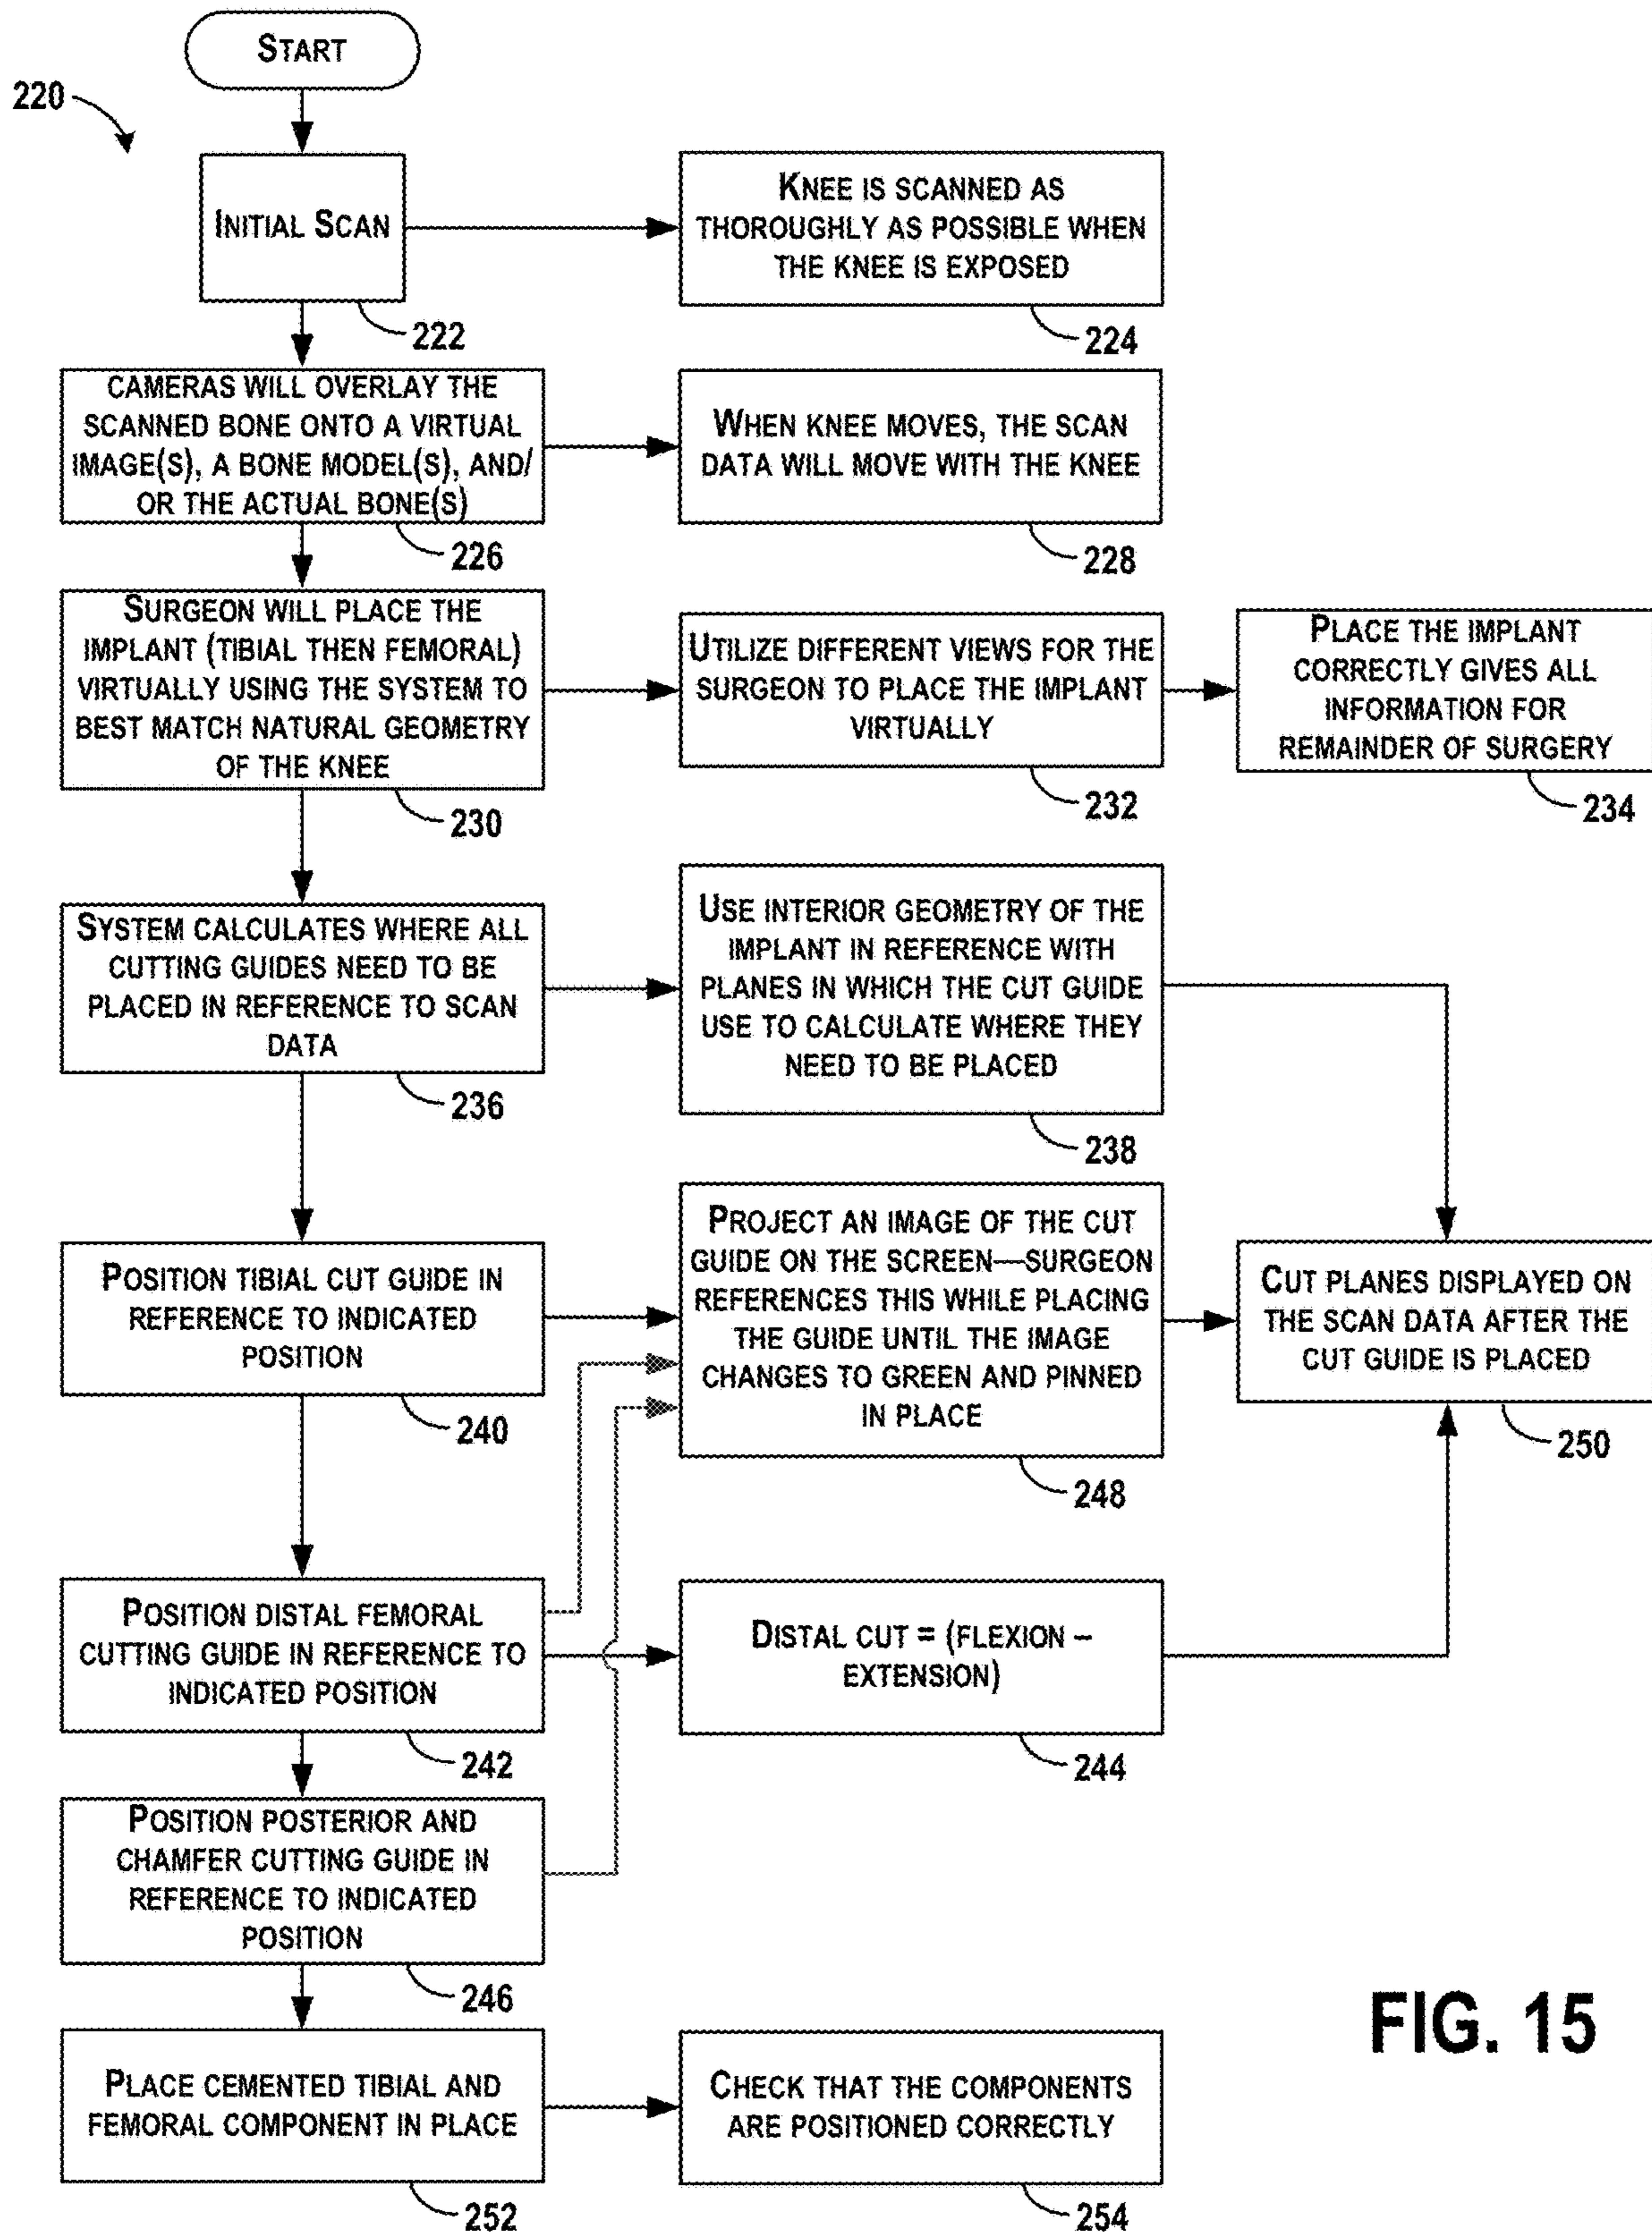 START
220
INITIAL SCAN
222
KNEE IS SCANNED AS
THOROUGHLY AS POSSIBLE WHEN
THE KNEE IS EXPOSED
224
CAMERAS WILL OVERLAY THE
SCANNED BONE ONTO A VIRTUAL
IMAGE(S), A BONE MODEL(S), AND/
OR THE ACTUAL BONE(S)
226
WHEN KNEE MOVES, THE SCAN
DATA WILL MOVE WITH THE KNEE
228
SURGEON WILL PLACE THE
IMPLANT (TIBIAL THEN FEMORAL)
VIRTUALLY USING THE SYSTEM TO
BEST MATCH NATURAL GEOMETRY
OF THE KNEE
230
UTILIZE DIFFERENT VIEWS FOR THE
SURGEON TO PLACE THE IMPLANT
VIRTUALLY
232
PLACE THE IMPLANT
CORRECTLY GIVES ALL
INFORMATION FOR
REMAINDER OF SURGERY
234
SYSTEM CALCULATES WHERE ALL
CUTTING GUIDES NEED TO BE
PLACED IN REFERENCE TO SCAN
DATA
236
USE INTERIOR GEOMETRY OF THE
IMPLANT IN REFERENCE WITH
PLANES IN WHICH THE CUT GUIDE
USE TO CALCULATE WHERE THEY
NEED TO BE PLACED
238
POSITION TIBIAL CUT GUIDE IN
REFERENCE TO INDICATED
POSITION
240
PROJECT AN IMAGE OF THE CUT
GUIDE ON THE SCREEN—SURGEON
REFERENCES THIS WHILE PLACING
THE GUIDE UNTIL THE IMAGE
CHANGES TO GREEN AND PINNED
IN PLACE
248
CUT PLANES DISPLAYED ON
THE SCAN DATA AFTER THE
CUT GUIDE IS PLACED
250
POSITION DISTAL FEMORAL
CUTTING GUIDE IN REFERENCE TO
INDICATED POSITION
242
DISTAL CUT = (FLEXION –
EXTENSION)
244
POSITION POSTERIOR AND
CHAMFER CUTTING GUIDE IN
REFERENCE TO INDICATED
POSITION
246
PLACE CEMENTED TIBIAL AND
FEMORAL COMPONENT IN PLACE
252
CHECK THAT THE COMPONENTS
ARE POSITIONED CORRECTLY
254
FIG. 15